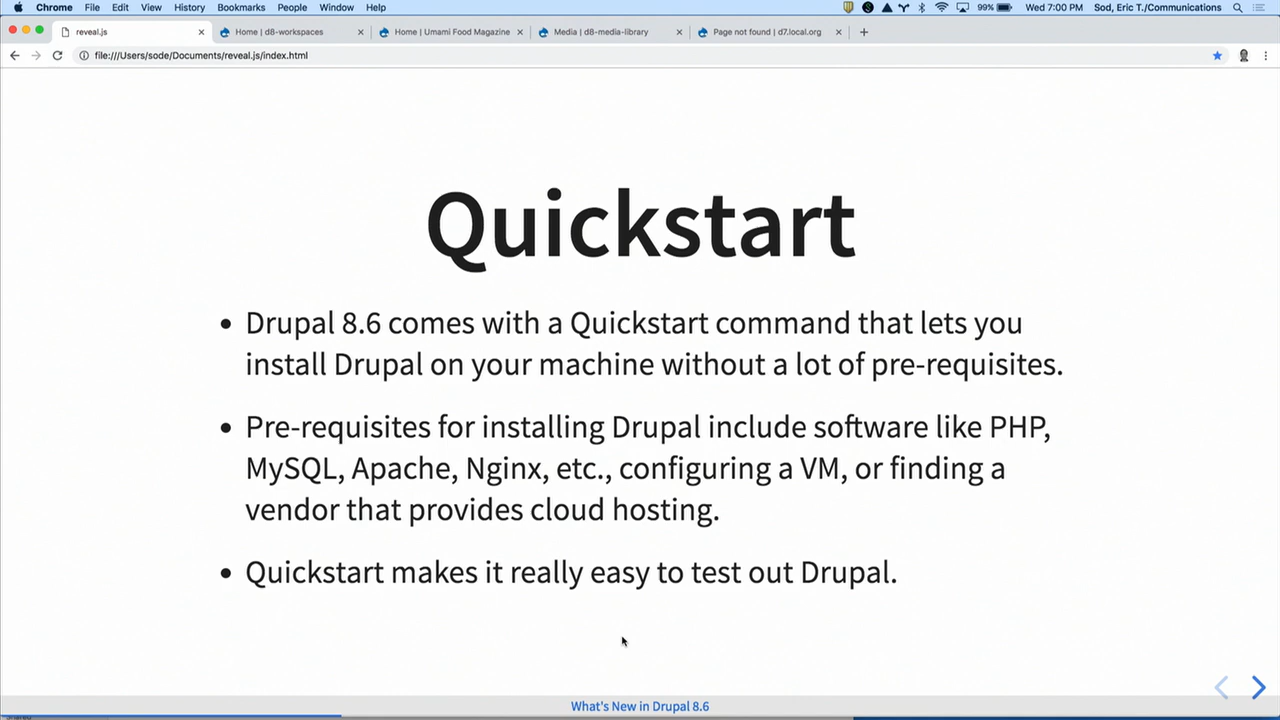 Chrome File Edit View History Bookmarks People Window Help 99% Wed 7:00 PM Sod, Eric T./Communications
reveal.js Home | d8-workspaces Home | Umami Food Magazine Media | d8-media-library Page not found | d7.local.org
file:///Users/sode/Documents/reveal.js/index.html
Quickstart
• Drupal 8.6 comes with a Quickstart command that lets you
install Drupal on your machine without a lot of pre-requisites.
• Pre-requisites for installing Drupal include software like PHP,
MySQL, Apache, Nginx, etc., configuring a VM, or finding a
vendor that provides cloud hosting.
• Quickstart makes it really easy to test out Drupal.
What's New in Drupal 8.6